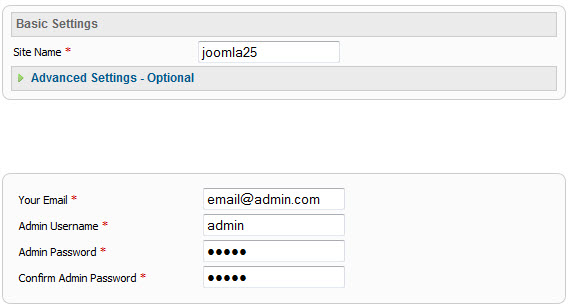 Basic Settings
Site Name * joomla25
Advanced Settings - Optional
Your Email * email@admin.com
Admin Username * admin
Admin Password * •••••
Confirm Admin Password * •••••